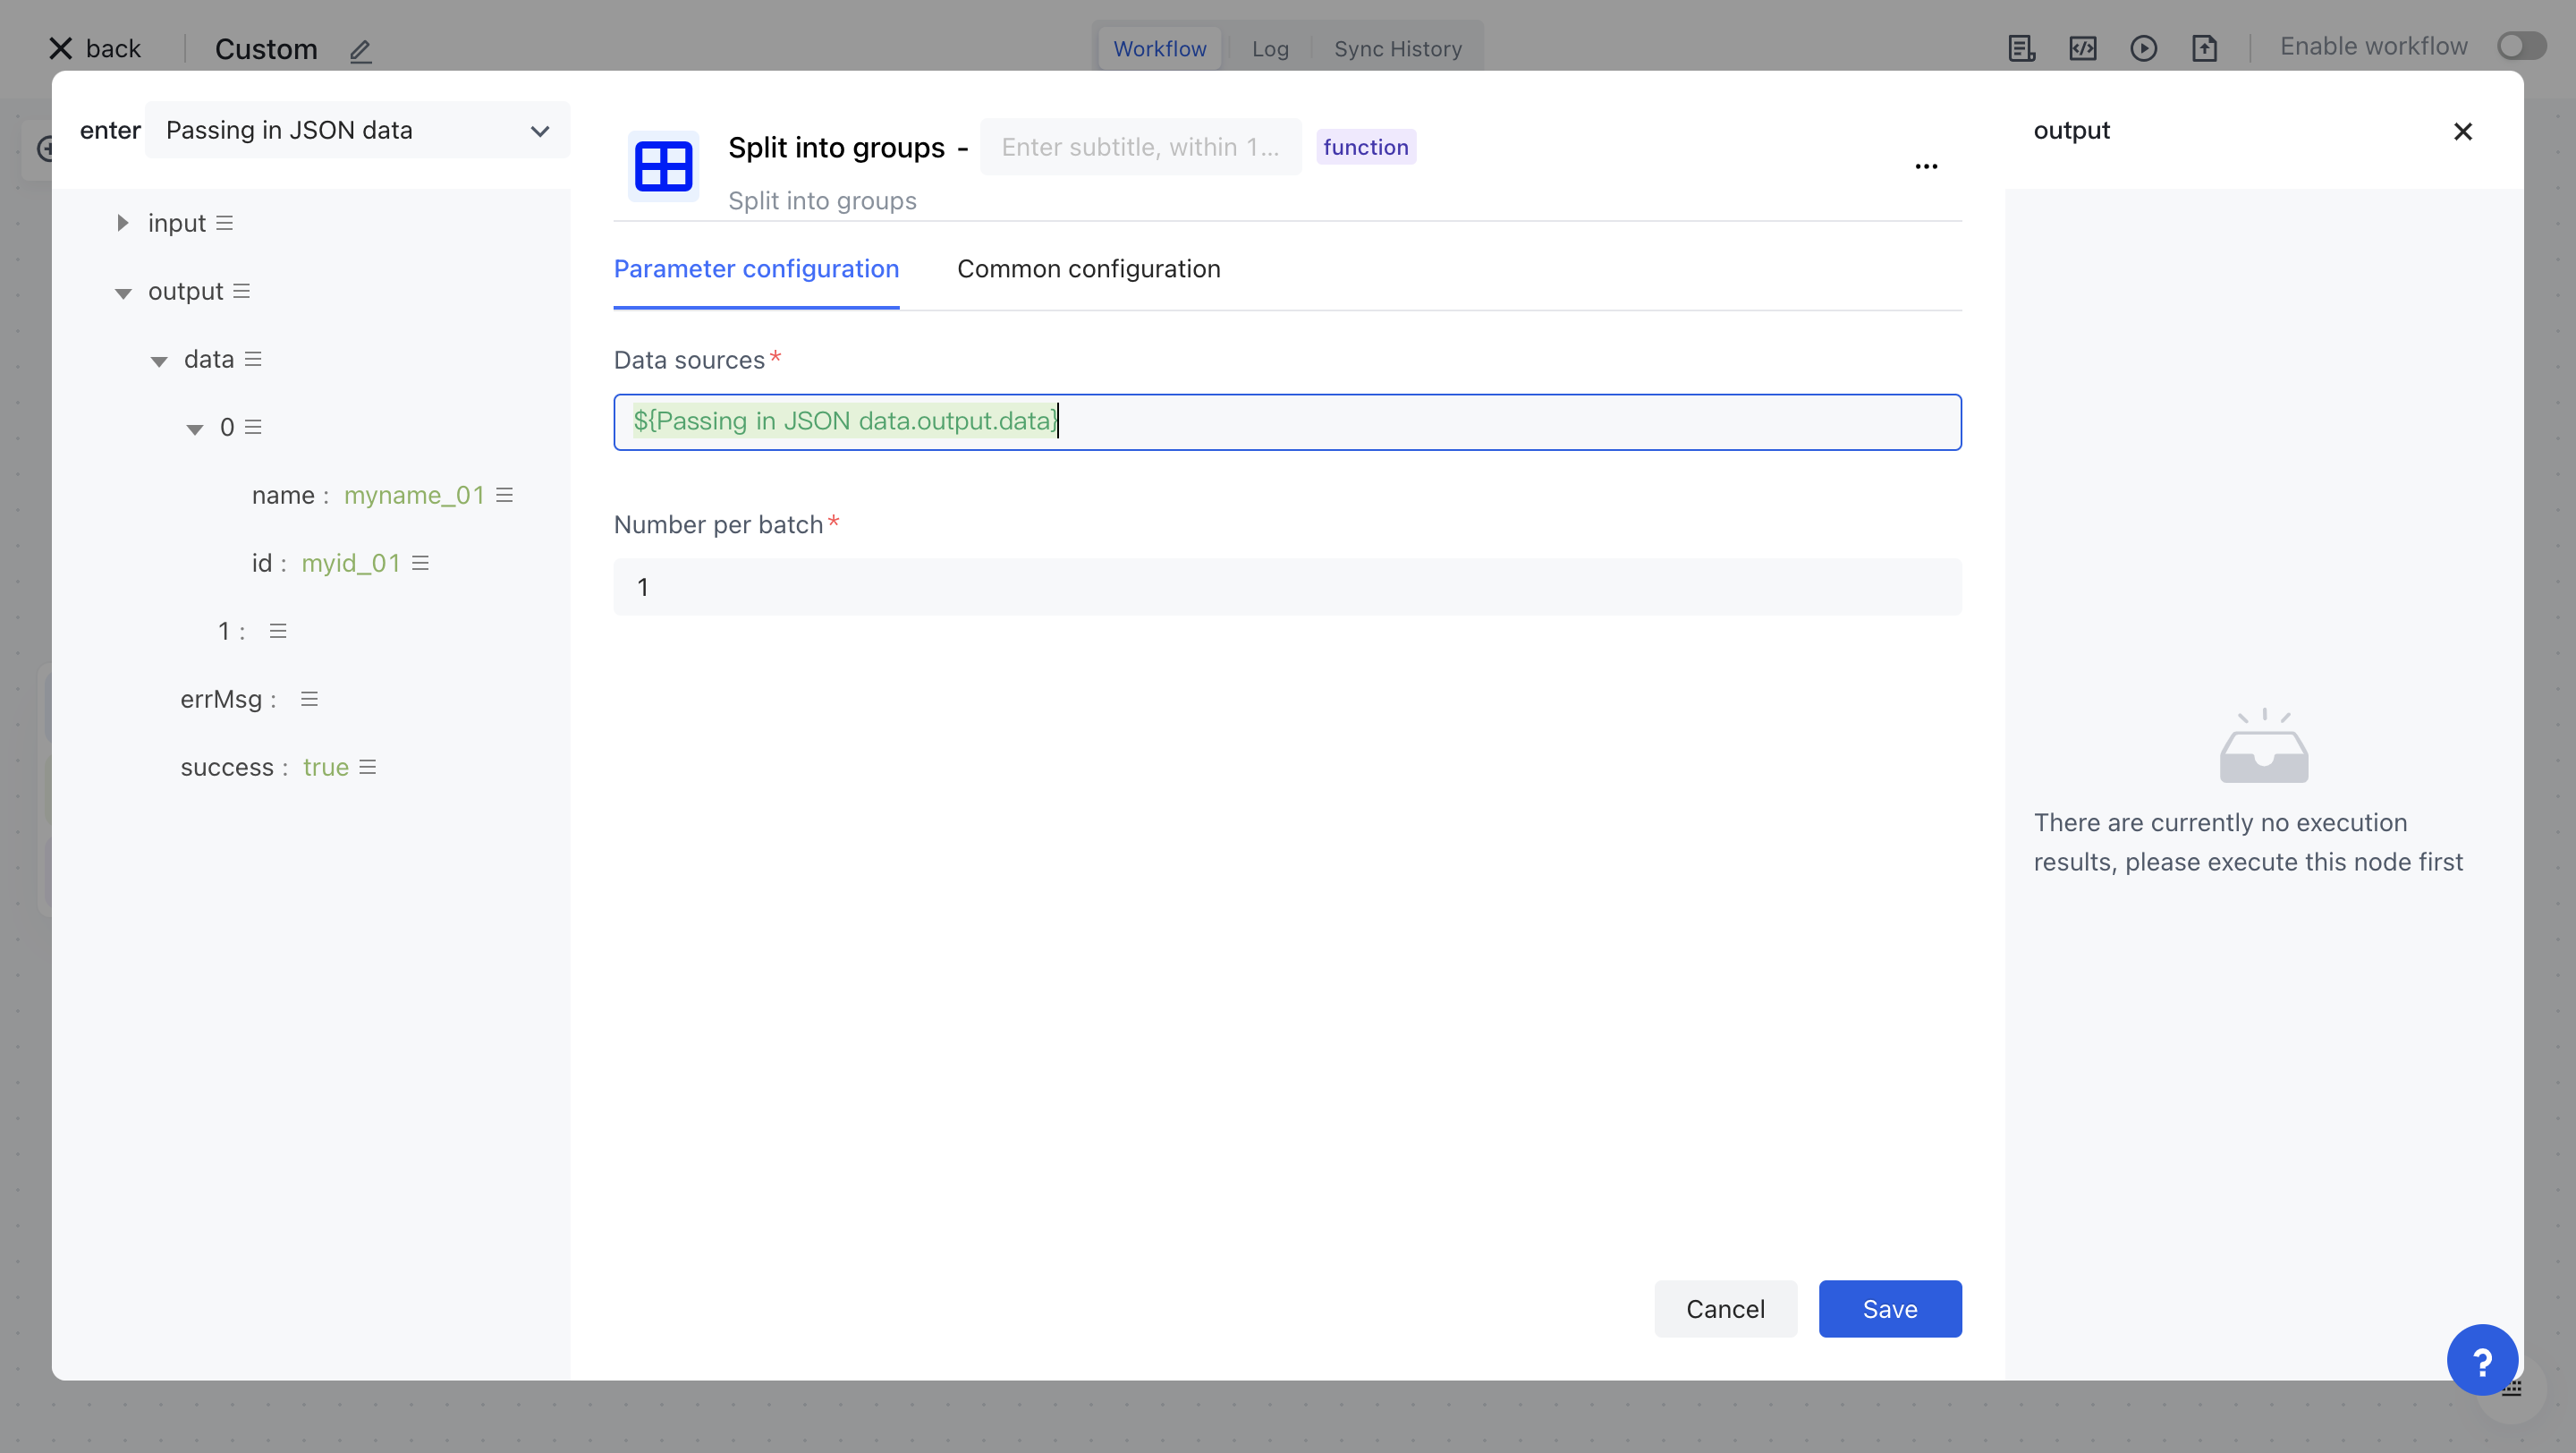 back
Custom
Workflow
Log
Sync History
Enable workflow
enter
Passing in JSON data
input
output
data
0
name : myname_01
id : myid_01
1 :
errMsg :
success : true
Split into groups -
Enter subtitle, within 1...
function
Split into groups
Parameter configuration
Common configuration
Data sources*
${Passing in JSON data.output.data}
Number per batch*
1
Cancel
Save
output
There are currently no execution
results, please execute this node first
?